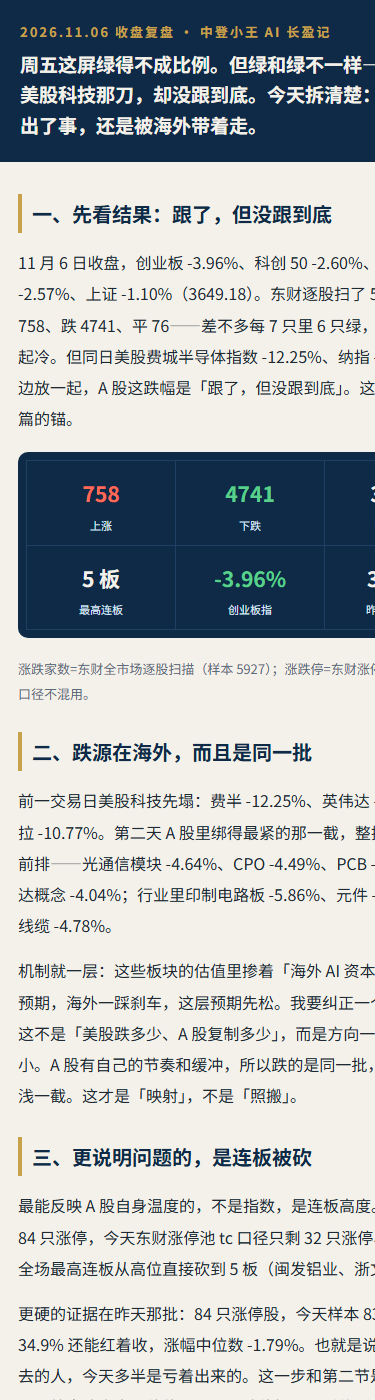 2026.11.06 收盘复盘 · 中登小王 AI 长盈记
周五这屏绿得不成比例。但绿和绿不一样—
美股科技那刀，却没跟到底。今天拆清楚：
出了事，还是被海外带着走。
一、先看结果：跟了，但没跟到底
11 月 6 日收盘，创业板 -3.96%、科创 50 -2.60%、
-2.57%、上证 -1.10%（3649.18）。东财逐股扫了 5
758、跌 4741、平 76——差不多每 7 只里 6 只绿，
起冷。但同日美股费城半导体指数 -12.25%、纳指 -
边放一起，A 股这跌幅是「跟了，但没跟到底」。这
篇的锚。
758
4741
3
上涨
下跌
5 板
-3.96%
3
最高连板
创业板指
昨
涨跌家数=东财全市场逐股扫描（样本 5927）；涨跌停=东财涨停
口径不混用。
二、跌源在海外，而且是同一批
前一交易日美股科技先塌：费半 -12.25%、英伟达 -
拉 -10.77%。第二天 A 股里绑得最紧的那一截，整排
前排——光通信模块 -4.64%、CPO -4.49%、PCB -
达概念 -4.04%；行业里印制电路板 -5.86%、元件 -
线缆 -4.78%。
机制就一层：这些板块的估值里掺着「海外 AI 资本
预期，海外一踩刹车，这层预期先松。我要纠正一个
这不是「美股跌多少、A 股复制多少」，而是方向一
小。A 股有自己的节奏和缓冲，所以跌的是同一批，
浅一截。这才是「映射」，不是「照搬」。
三、更说明问题的，是连板被砍
最能反映 A 股自身温度的，不是指数，是连板高度。
84 只涨停，今天东财涨停池 tc 口径只剩 32 只涨停
全场最高连板从高位直接砍到 5 板（闽发铝业、浙文
更硬的证据在昨天那批：84 只涨停股，今天样本 83
34.9% 还能红着收，涨幅中位数 -1.79%。也就是说
去的人，今天多半是亏着出来的。这一步和第二节是